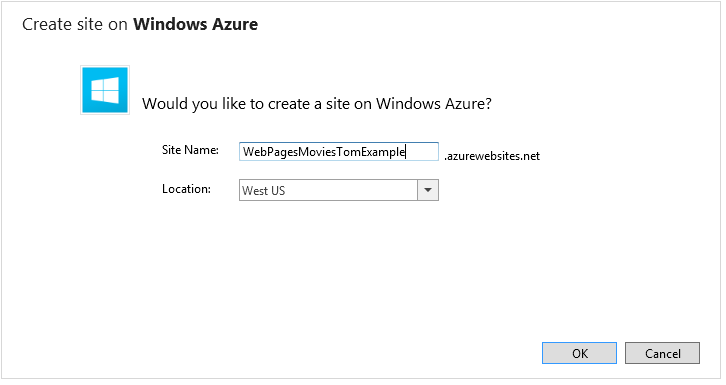 Create site on Windows Azure
Would you like to create a site on Windows Azure?
Site Name: WebPagesMoviesTomExample .azurewebsites.net
Location: West US
OK Cancel